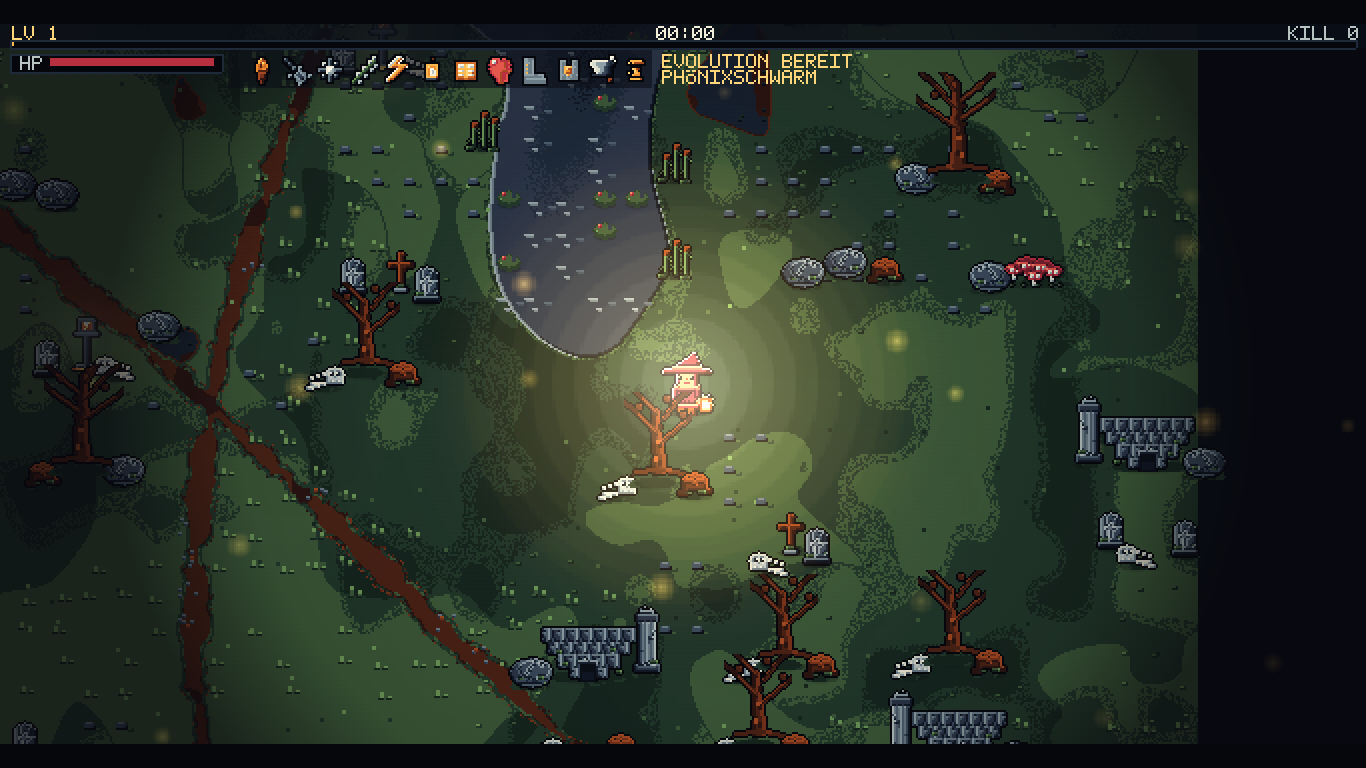 LV 1
00:00
KILL 0
HP
EVOLUTION BEREIT
PHÖNIXSCHWARM